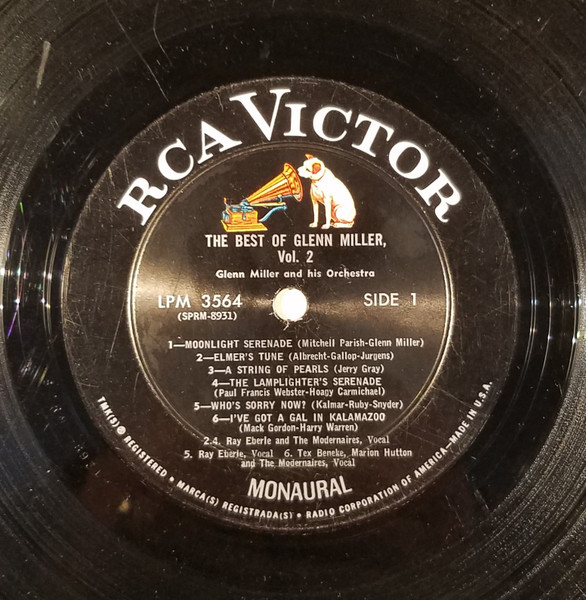 RCA VICTOR
THE BEST OF GLENN MILLER,
Vol. 2
Glenn Miller and his Orchestra
LPM 3564
(SPRM-8931)
SIDE 1
1—MOONLIGHT SERENADE (Mitchell Parish-Glenn Miller)
2—ELMER'S TUNE (Albrecht-Gallop-Jurgens)
3—A STRING OF PEARLS (Jerry Gray)
4—THE LAMPLIGHTER'S SERENADE
(Paul Francis Webster-Hoagy Carmichael)
5—WHO'S SORRY NOW? (Kalmar-Ruby-Snyder)
6—I'VE GOT A GAL IN KALAMAZOO
(Mack Gordon-Harry Warren)
2.4. Ray Eberle and The Modernaires, Vocal
5. Ray Eberle, Vocal 6. Tex Beneke, Marion Hutton
and The Modernaires, Vocal
MONAURAL
TMK(S) ® REGISTERED • MARCA(S) REGISTRADA(S) • RADIO CORPORATION OF AMERICA—MADE IN U.S.A.